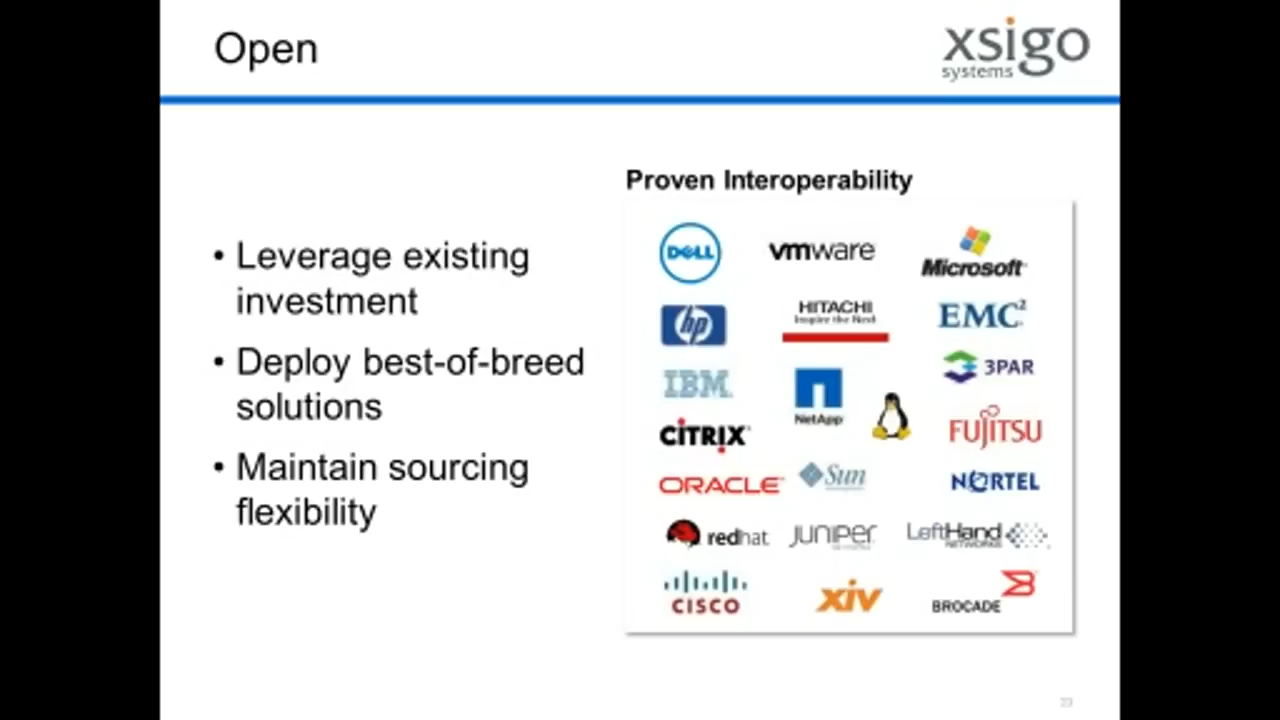 Open
xsigo
systems
Proven Interoperability
• Leverage existing
investment
• Deploy best-of-breed
solutions
• Maintain sourcing
flexibility
DELL
vmware
Microsoft
hp
HITACHI
Inspire the Next
EMC²
IBM
NetApp
3PAR
CITRIX
FUJITSU
ORACLE
Sun
NORTEL
redhat
JUNIPER
LeftHand
NETWORKS
CISCO
xiv
BROCADE